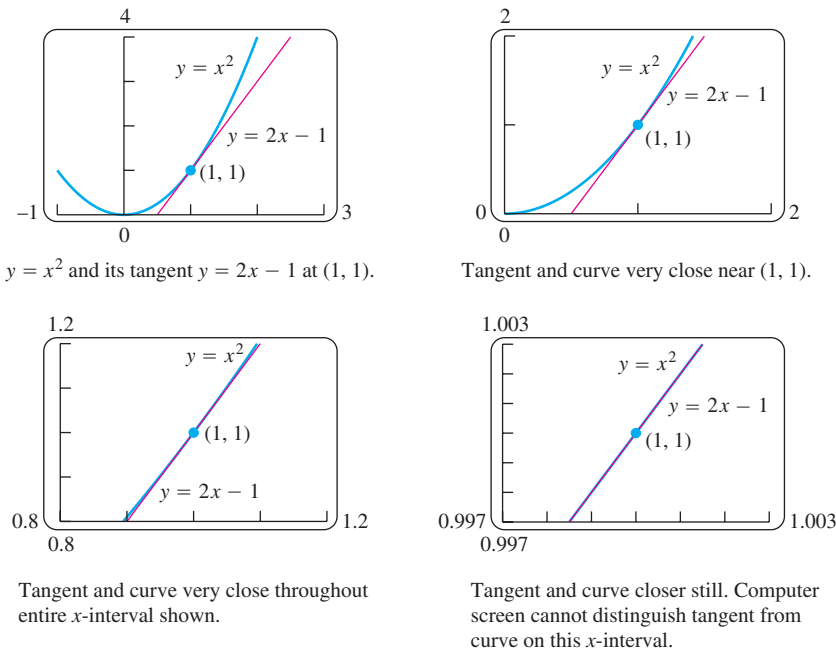 4
y = x²
y = 2x − 1
(1, 1)
−1
3
0
y = x² and its tangent y = 2x − 1 at (1, 1).
2
y = x²
y = 2x − 1
(1, 1)
0
2
0
Tangent and curve very close near (1, 1).
1.2
y = x²
(1, 1)
y = 2x − 1
0.8
1.2
0.8
Tangent and curve very close throughout
entire x-interval shown.
1.003
y = x²
y = 2x − 1
(1, 1)
0.997
1.003
0.997
Tangent and curve closer still. Computer
screen cannot distinguish tangent from
curve on this x-interval.